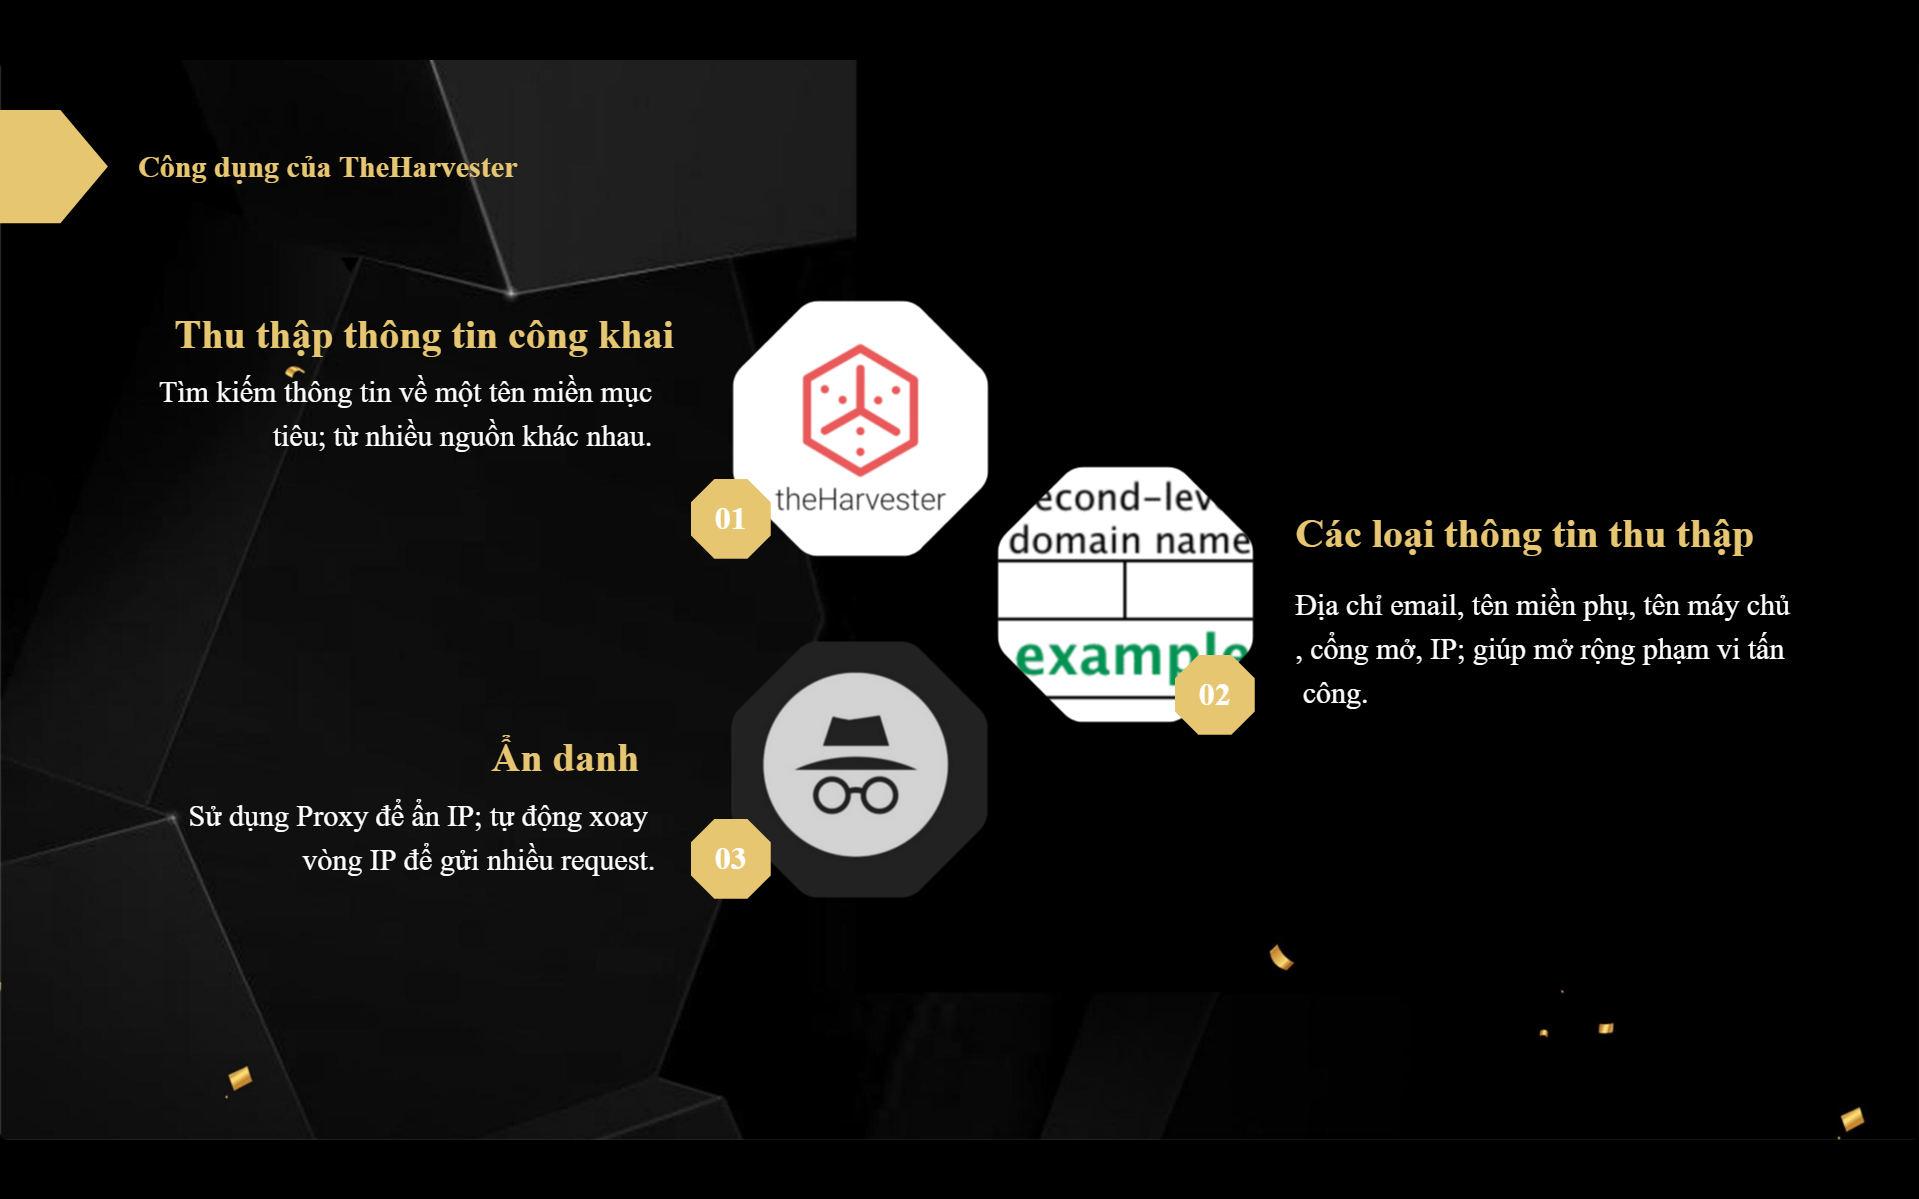 Công dụng của TheHarvester
Thu thập thông tin công khai
Tìm kiếm thông tin về một tên miền mục
tiêu; từ nhiều nguồn khác nhau.
theHarvester
01
econd-lev
domain name
example
02
Các loại thông tin thu thập
Địa chỉ email, tên miền phụ, tên máy chủ
, cổng mở, IP; giúp mở rộng phạm vi tấn
công.
Ẩn danh
Sử dụng Proxy để ẩn IP; tự động xoay
vòng IP để gửi nhiều request.
03